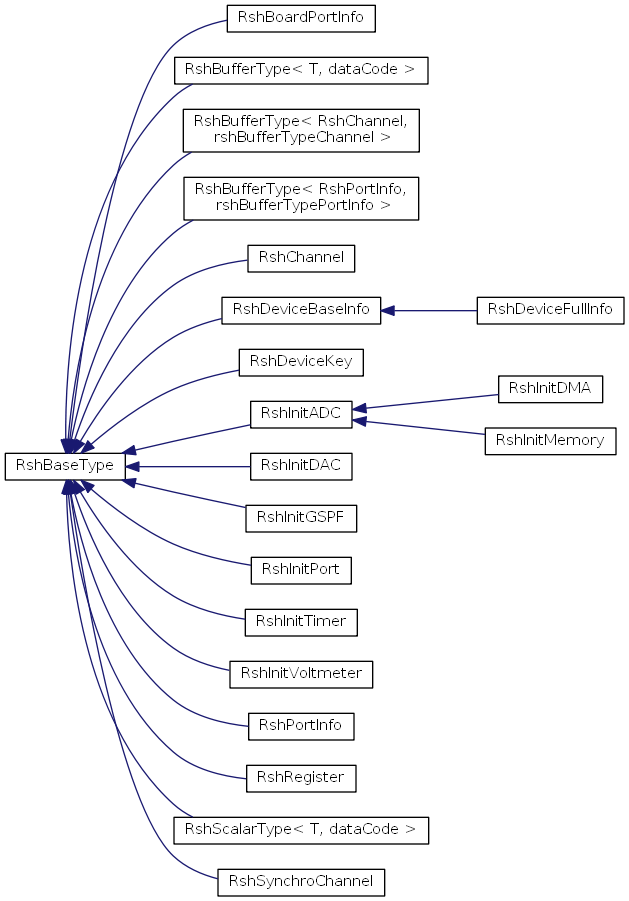 RshBoardPortInfo
RshBufferType< T, dataCode >
RshBufferType< RshChannel,
rshBufferTypeChannel >
RshBufferType< RshPortInfo,
rshBufferTypePortInfo >
RshChannel
RshDeviceBaseInfo
RshDeviceFullInfo
RshDeviceKey
RshInitDMA
RshInitADC
RshInitMemory
RshBaseType
RshInitDAC
RshInitGSPF
RshInitPort
RshInitTimer
RshInitVoltmeter
RshPortInfo
RshRegister
RshScalarType< T, dataCode >
RshSynchroChannel